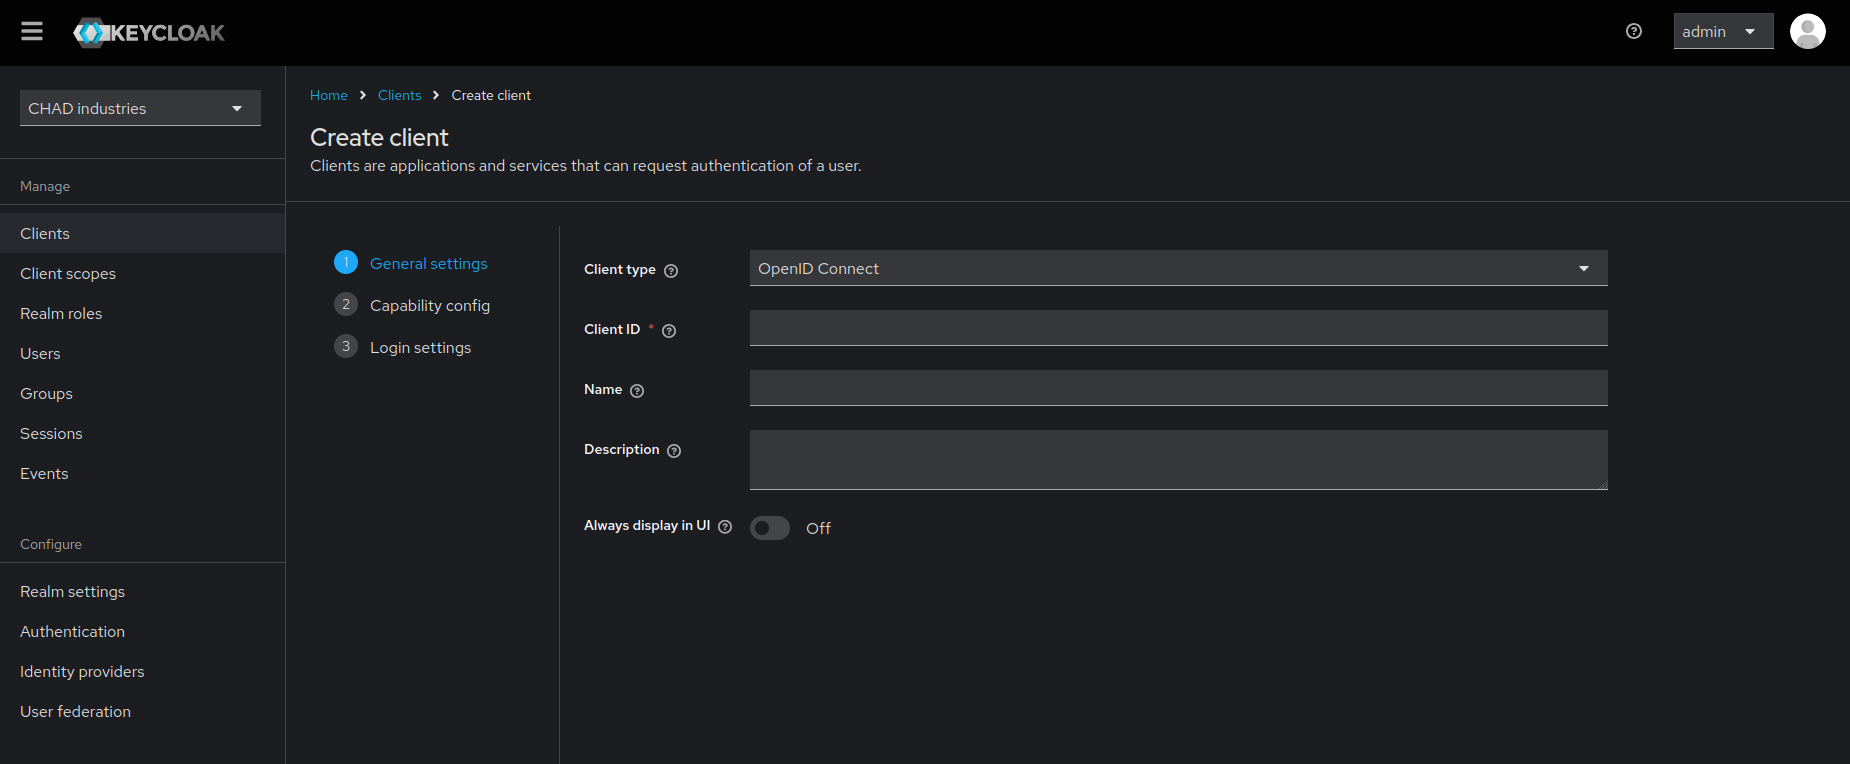 KEYCLOAK
admin
CHAD industries
Manage
Clients
Client scopes
Realm roles
Users
Groups
Sessions
Events
Configure
Realm settings
Authentication
Identity providers
User federation
Home > Clients > Create client
Create client
Clients are applications and services that can request authentication of a user.
1 General settings
2 Capability config
3 Login settings
Client type ? OpenID Connect
Client ID * ?
Name ?
Description ?
Always display in UI ? Off